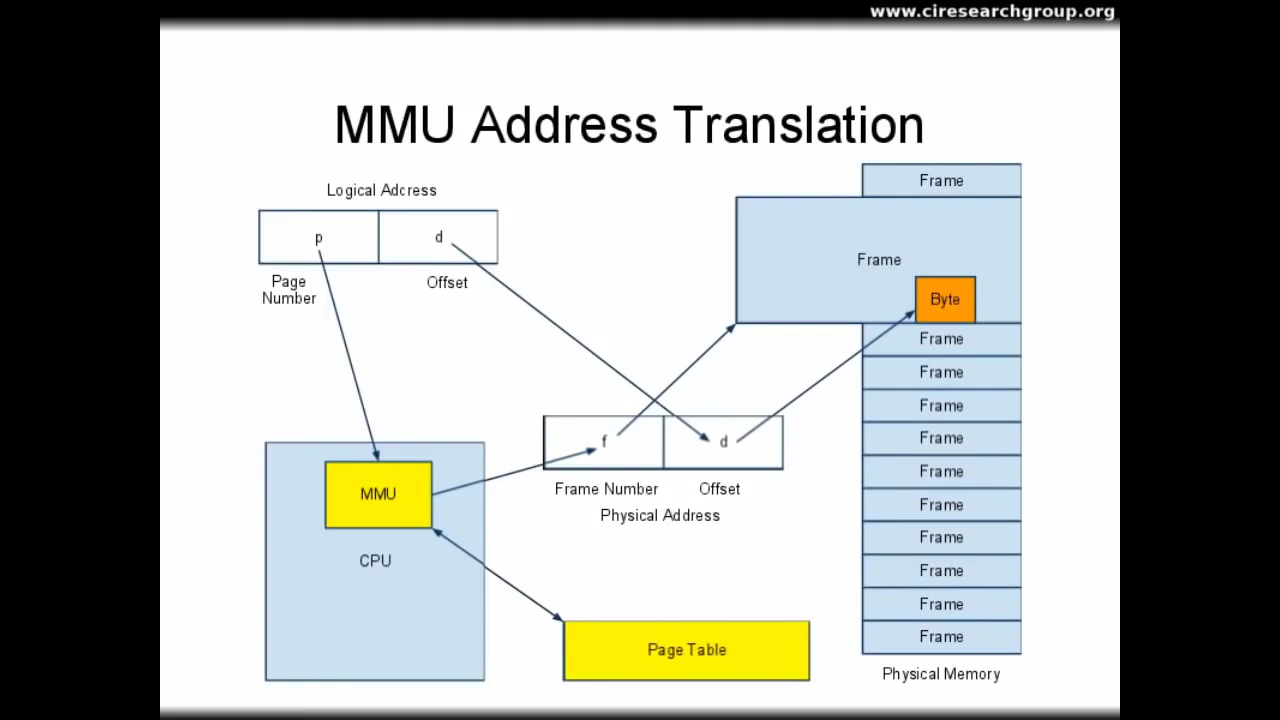 www.ciresearchgroup.org
MMU Address Translation
Logical Address
p
d
Page
Number
Offset
Frame
Frame
Byte
Frame
Frame
Frame
Frame
Frame
Frame
Frame
Frame
Frame
Frame
Physical Memory
f
d
Frame Number
Offset
Physical Address
MMU
CPU
Page Table